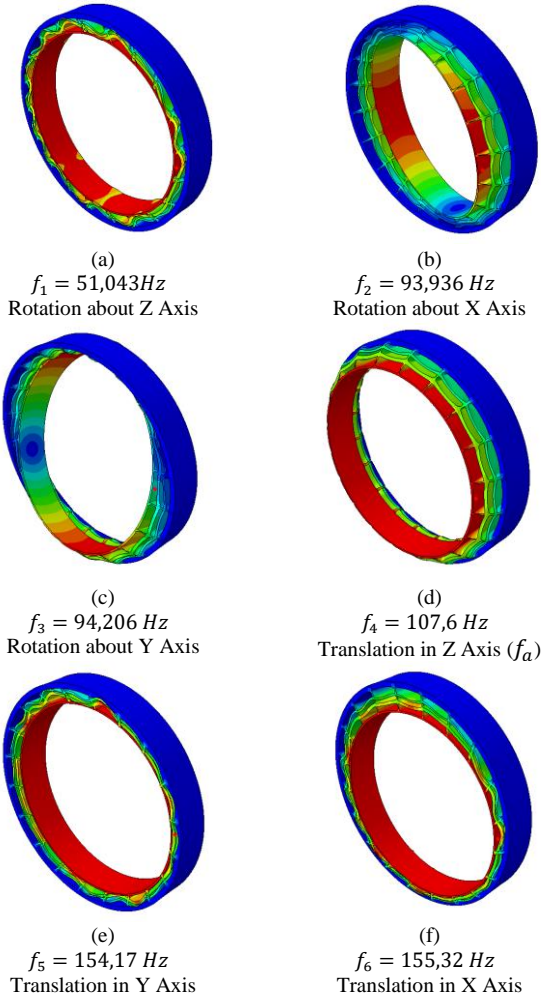 (a)
f₁ = 51,043Hz
Rotation about Z Axis
(b)
f₂ = 93,936 Hz
Rotation about X Axis
(c)
f₃ = 94,206 Hz
Rotation about Y Axis
(d)
f₄ = 107,6 Hz
Translation in Z Axis (fₐ)
(e)
f₅ = 154,17 Hz
Translation in Y Axis
(f)
f₆ = 155,32 Hz
Translation in X Axis